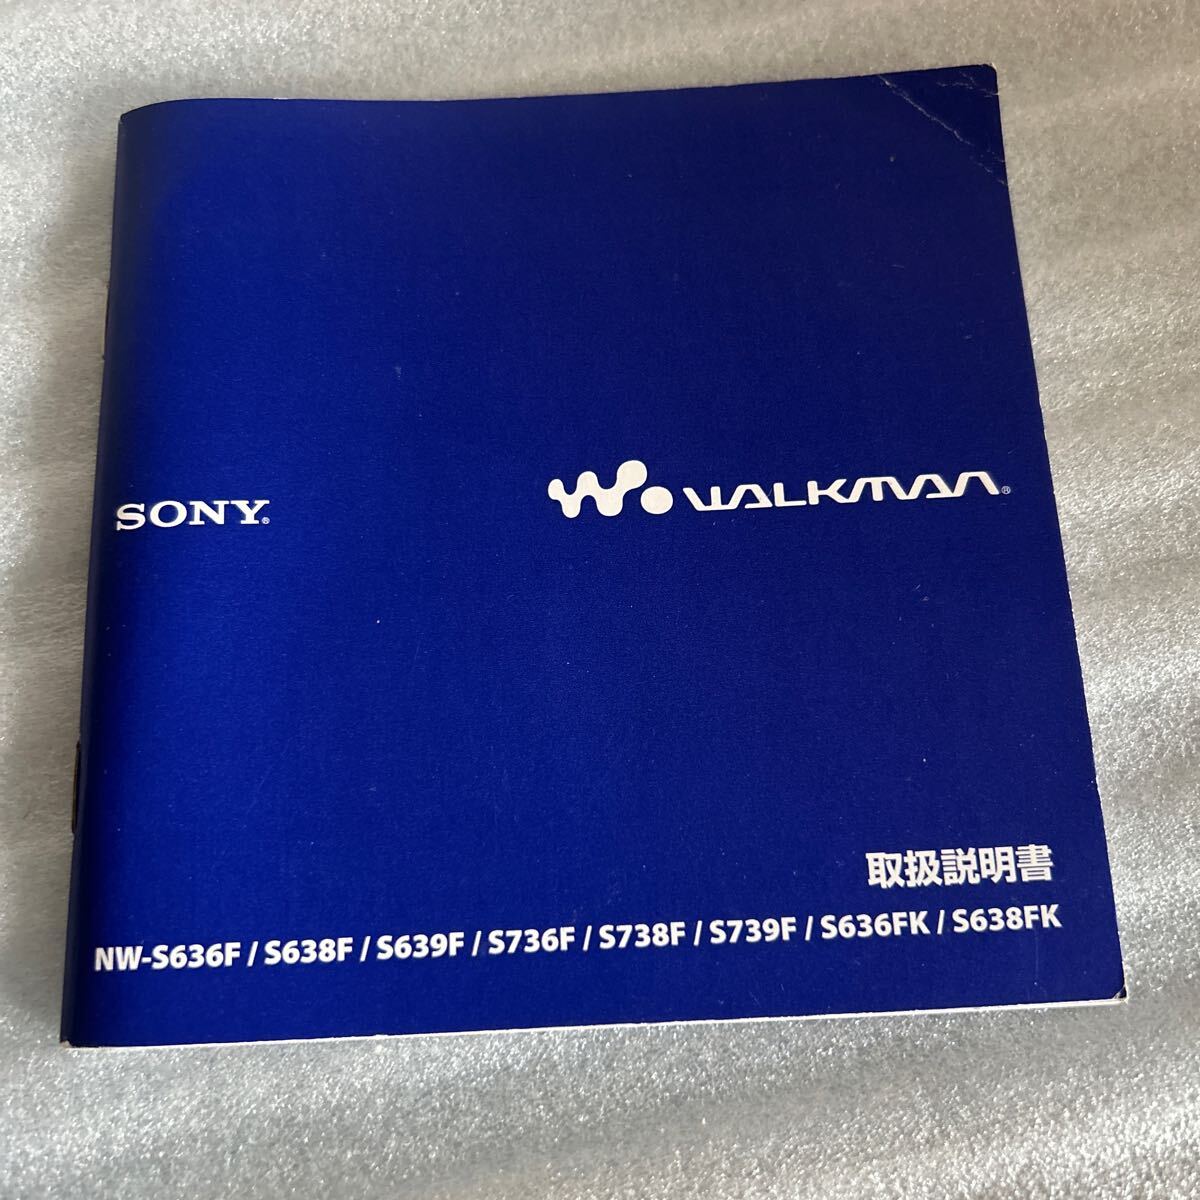 SONY®
W. WALKMAN®
取扱説明書
NW-S636F / S638F / S639F / S736F / S738F / S739F / S636FK / S638FK